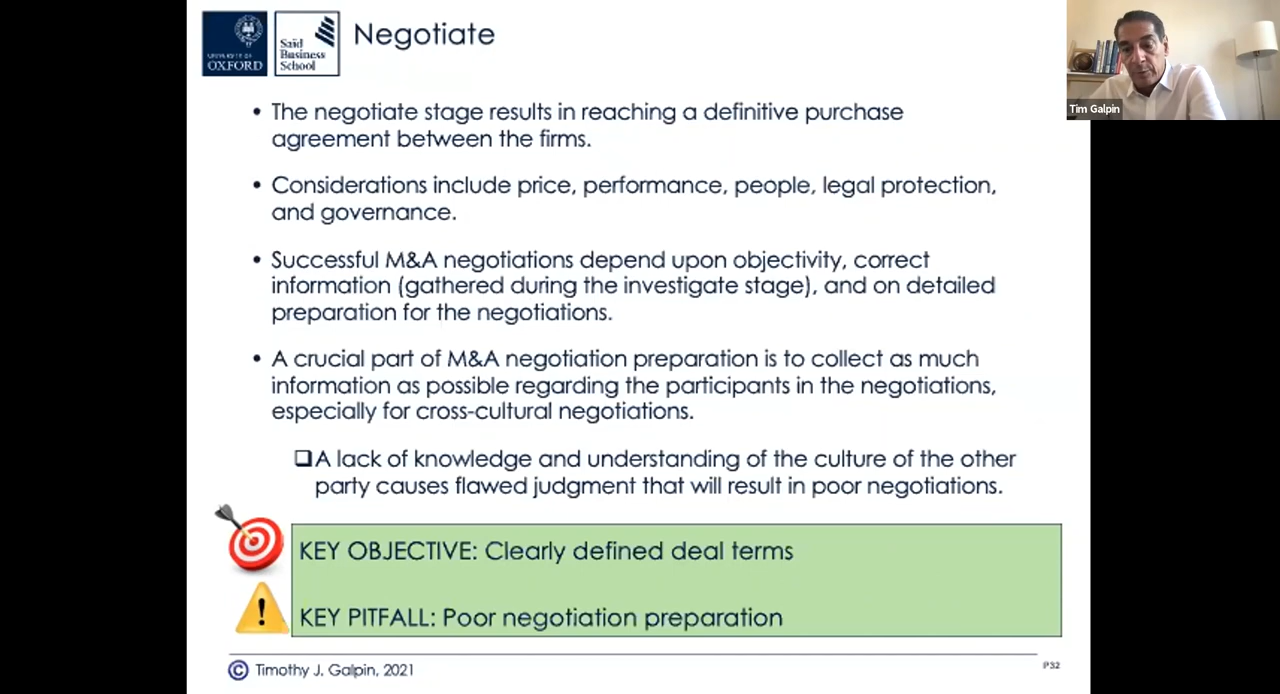 UNIVERSITY OF
OXFORD
Saïd
Business
School
Negotiate
Tim Galpin
• The negotiate stage results in reaching a definitive purchase
agreement between the firms.
• Considerations include price, performance, people, legal protection,
and governance.
• Successful M&A negotiations depend upon objectivity, correct
information (gathered during the investigate stage), and on detailed
preparation for the negotiations.
• A crucial part of M&A negotiation preparation is to collect as much
information as possible regarding the participants in the negotiations,
especially for cross-cultural negotiations.
❑A lack of knowledge and understanding of the culture of the other
party causes flawed judgment that will result in poor negotiations.
KEY OBJECTIVE: Clearly defined deal terms
KEY PITFALL: Poor negotiation preparation
© Timothy J. Galpin, 2021
P32